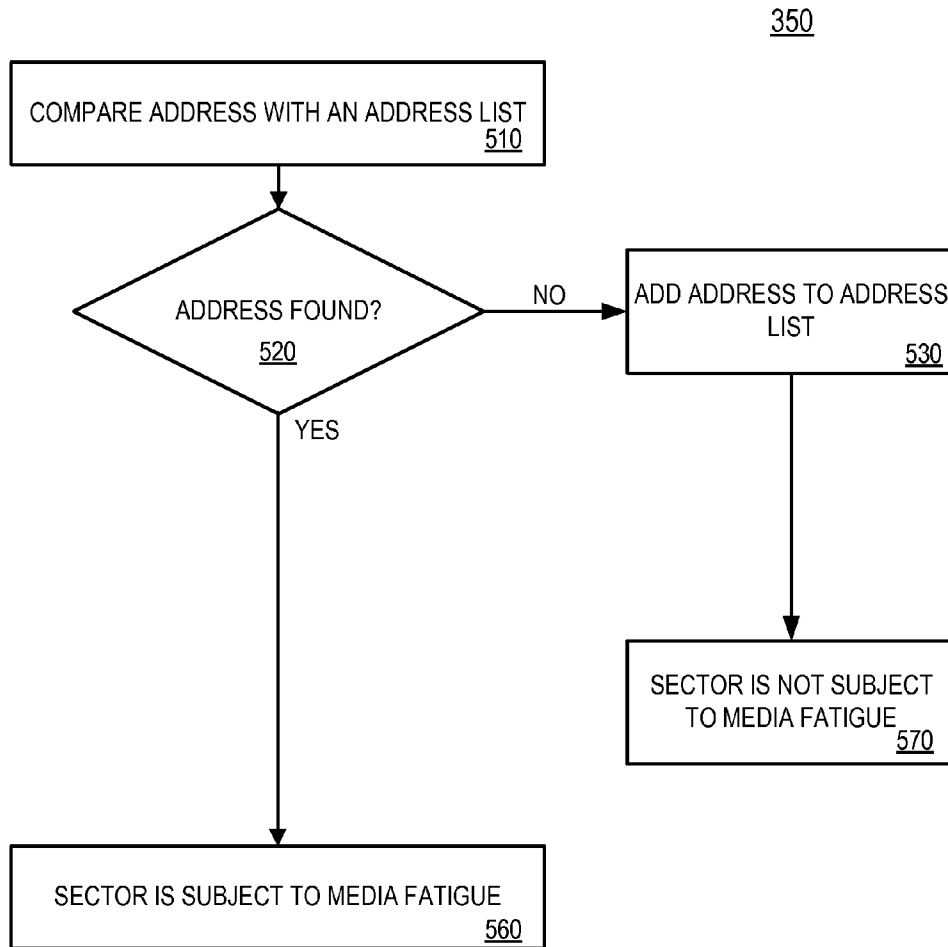 350
COMPARE ADDRESS WITH AN ADDRESS LIST
510
ADDRESS FOUND?
520
NO
ADD ADDRESS TO ADDRESS
LIST
530
YES
SECTOR IS NOT SUBJECT
TO MEDIA FATIGUE
570
SECTOR IS SUBJECT TO MEDIA FATIGUE
560